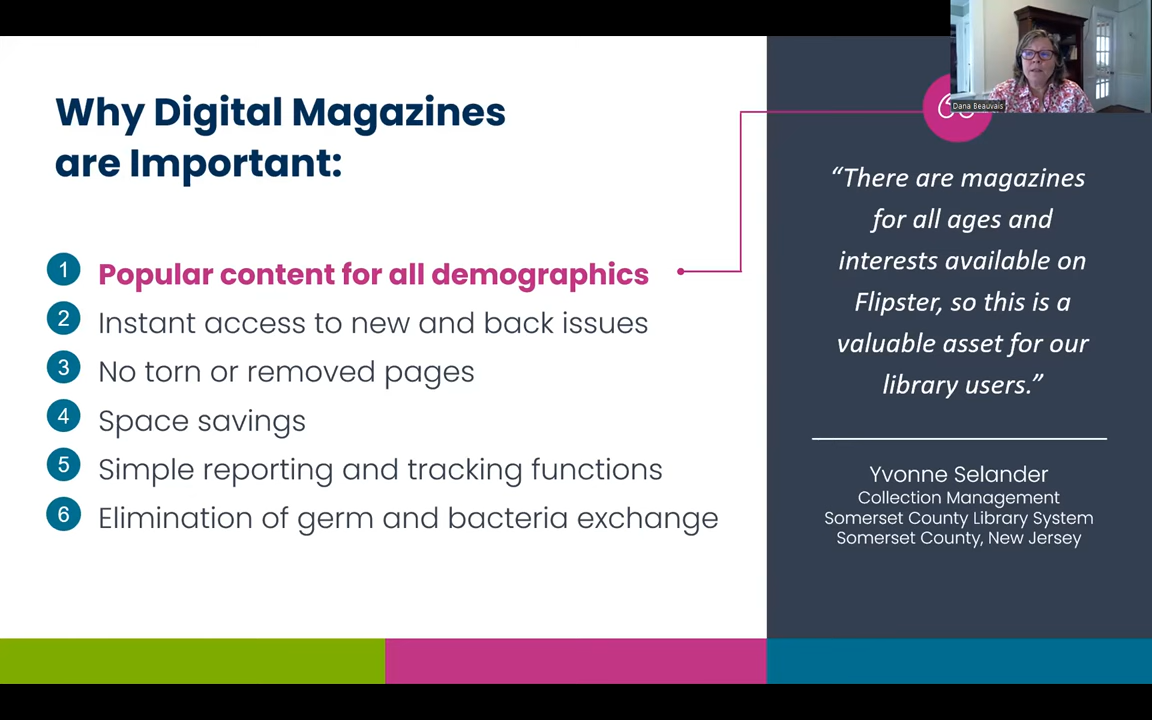 Why Digital Magazines
are Important:
1 Popular content for all demographics
2 Instant access to new and back issues
3 No torn or removed pages
4 Space savings
5 Simple reporting and tracking functions
6 Elimination of germ and bacteria exchange
Dana Beauvais
“There are magazines
for all ages and
interests available on
Flipster, so this is a
valuable asset for our
library users.”
Yvonne Selander
Collection Management
Somerset County Library System
Somerset County, New Jersey